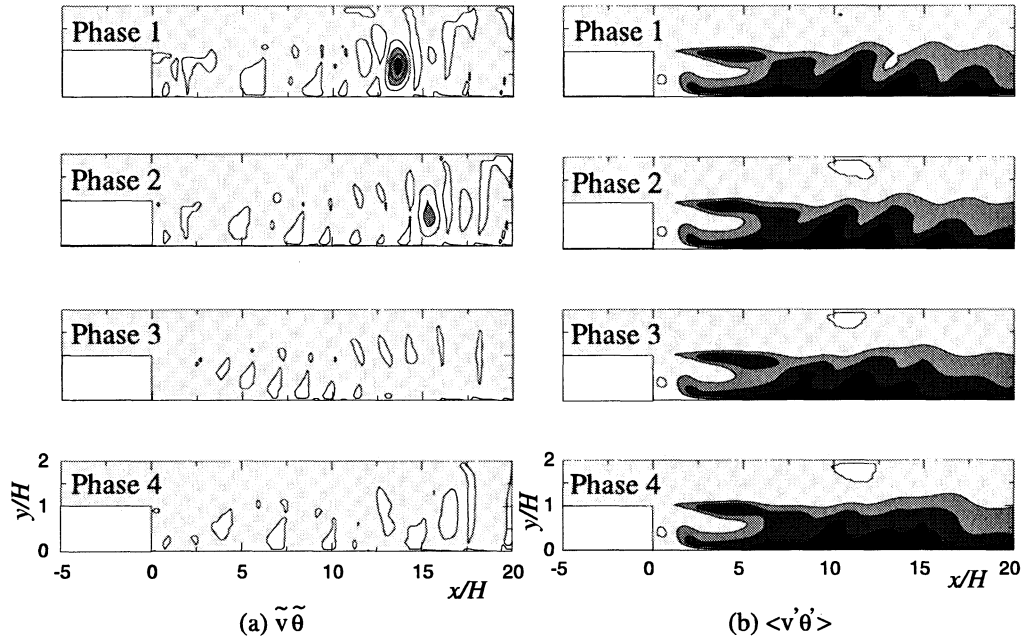 Phase 1
Phase 1
Phase 2
Phase 2
Phase 3
Phase 3
2
Phase 4
y/H
1
0
2
Phase 4
y/H
1
0
-5 0 5 10 15 20
x/H
-5 0 5 10 15 20
x/H
(a) ṽ θ̃
(b) <v'θ'>